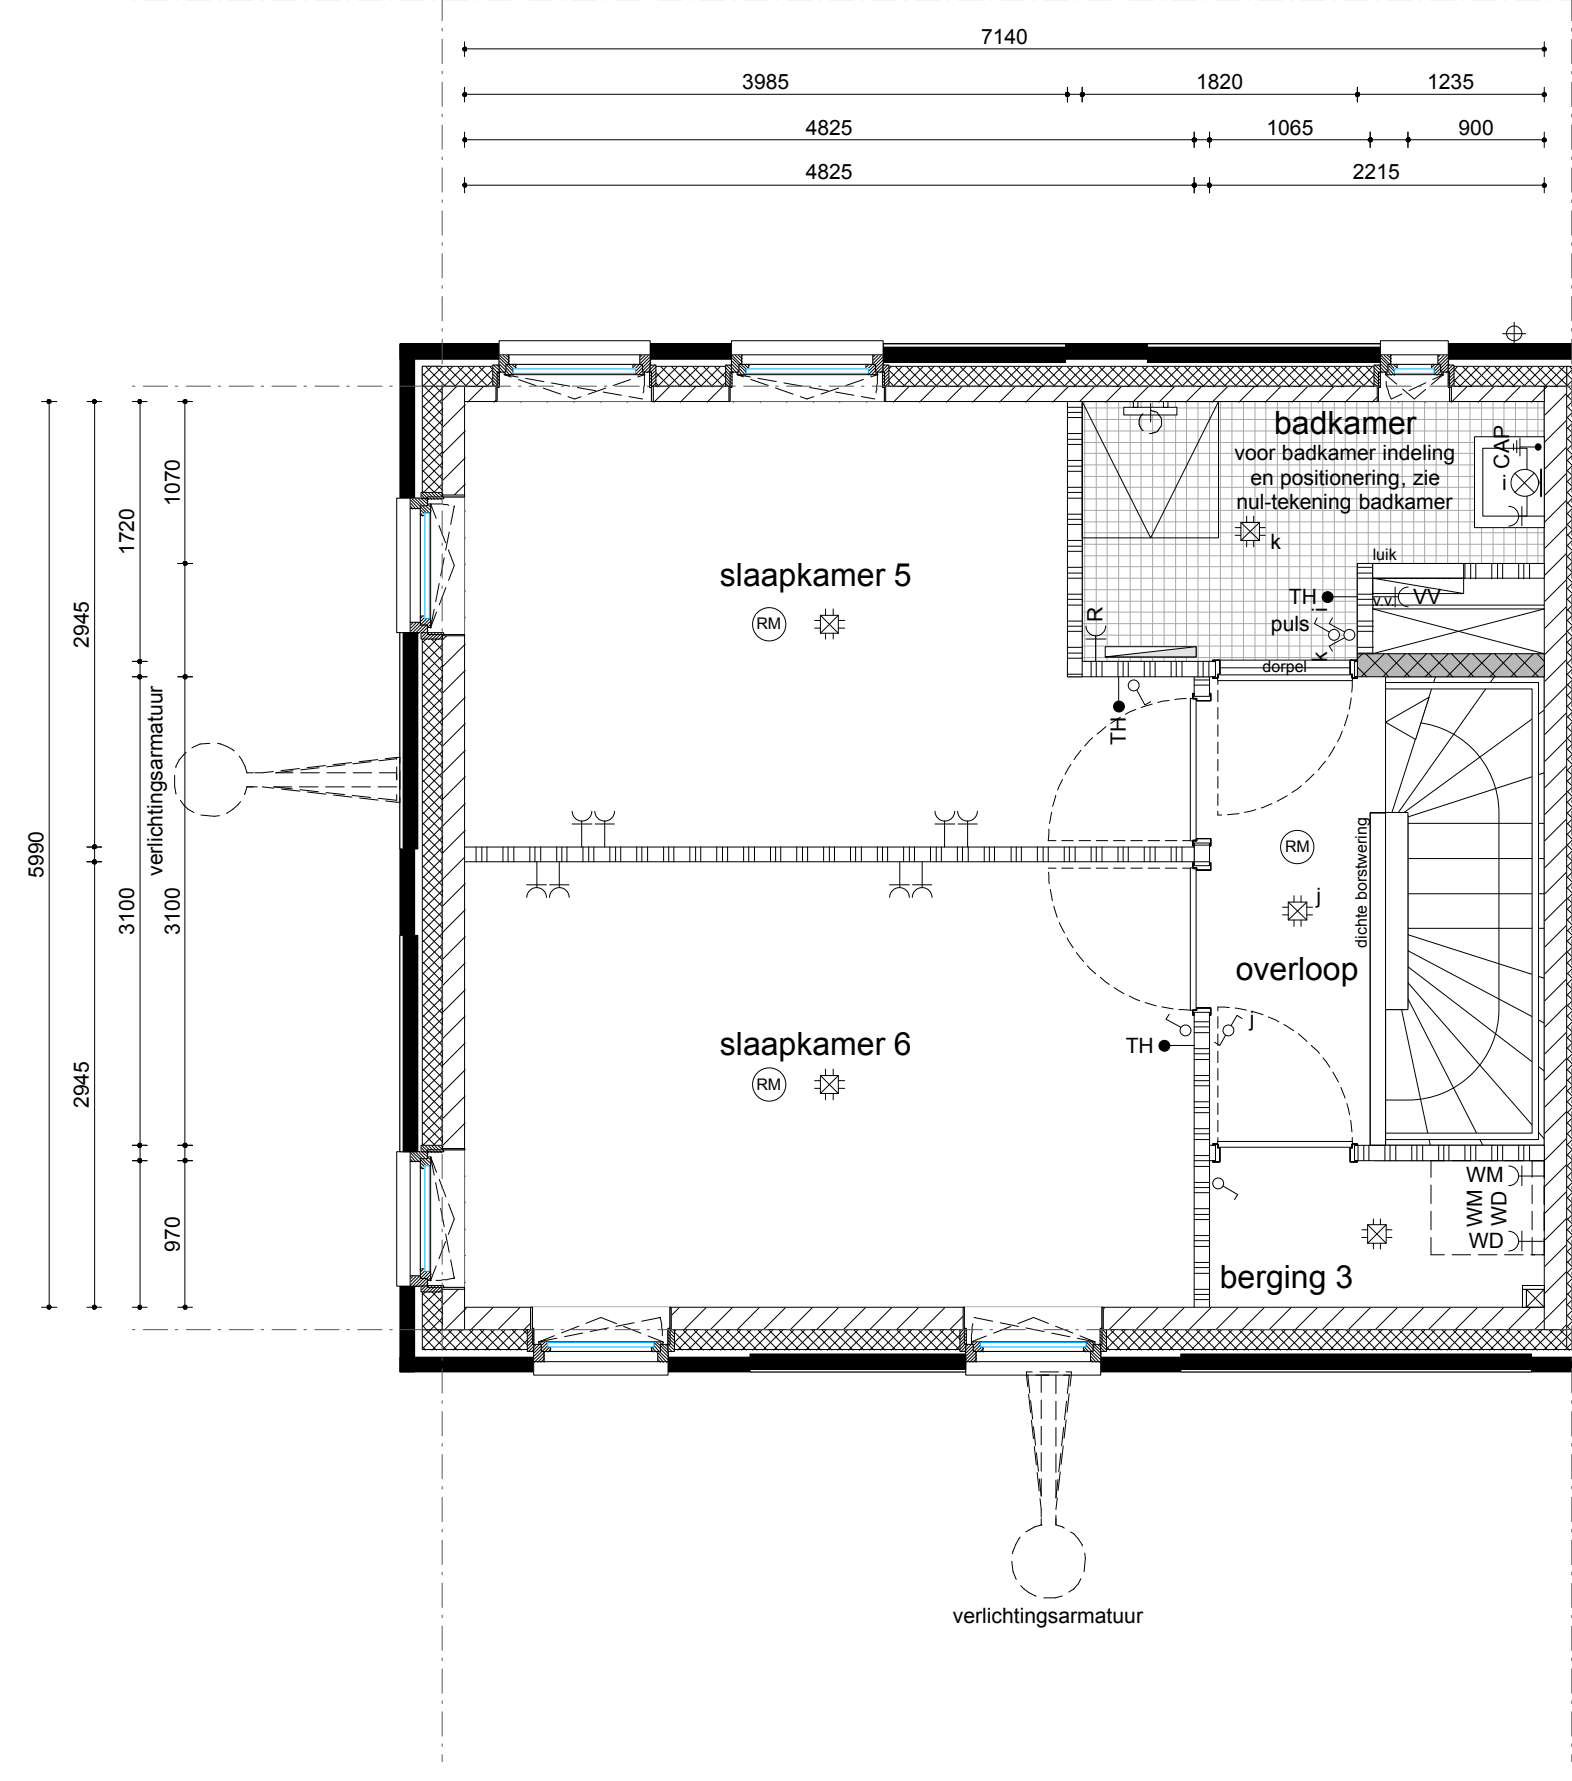 7140
3985 1820 1235
4825 1065 900
4825 2215
badkamer
voor badkamer indeling
en positionering, zie
nul-tekening badkamer
CAP
i
k
luik
TH
v.v.
VV
i
puls
k
R
dorpel
TH
slaapkamer 5
RM
5990
2945
2945
1720
3100
1070
3100
970
verlichtingsarmatuur
RM
j
dichte borstwering
overloop
j
TH
slaapkamer 6
RM
WM
WM
WD
WD
berging 3
verlichtingsarmatuur